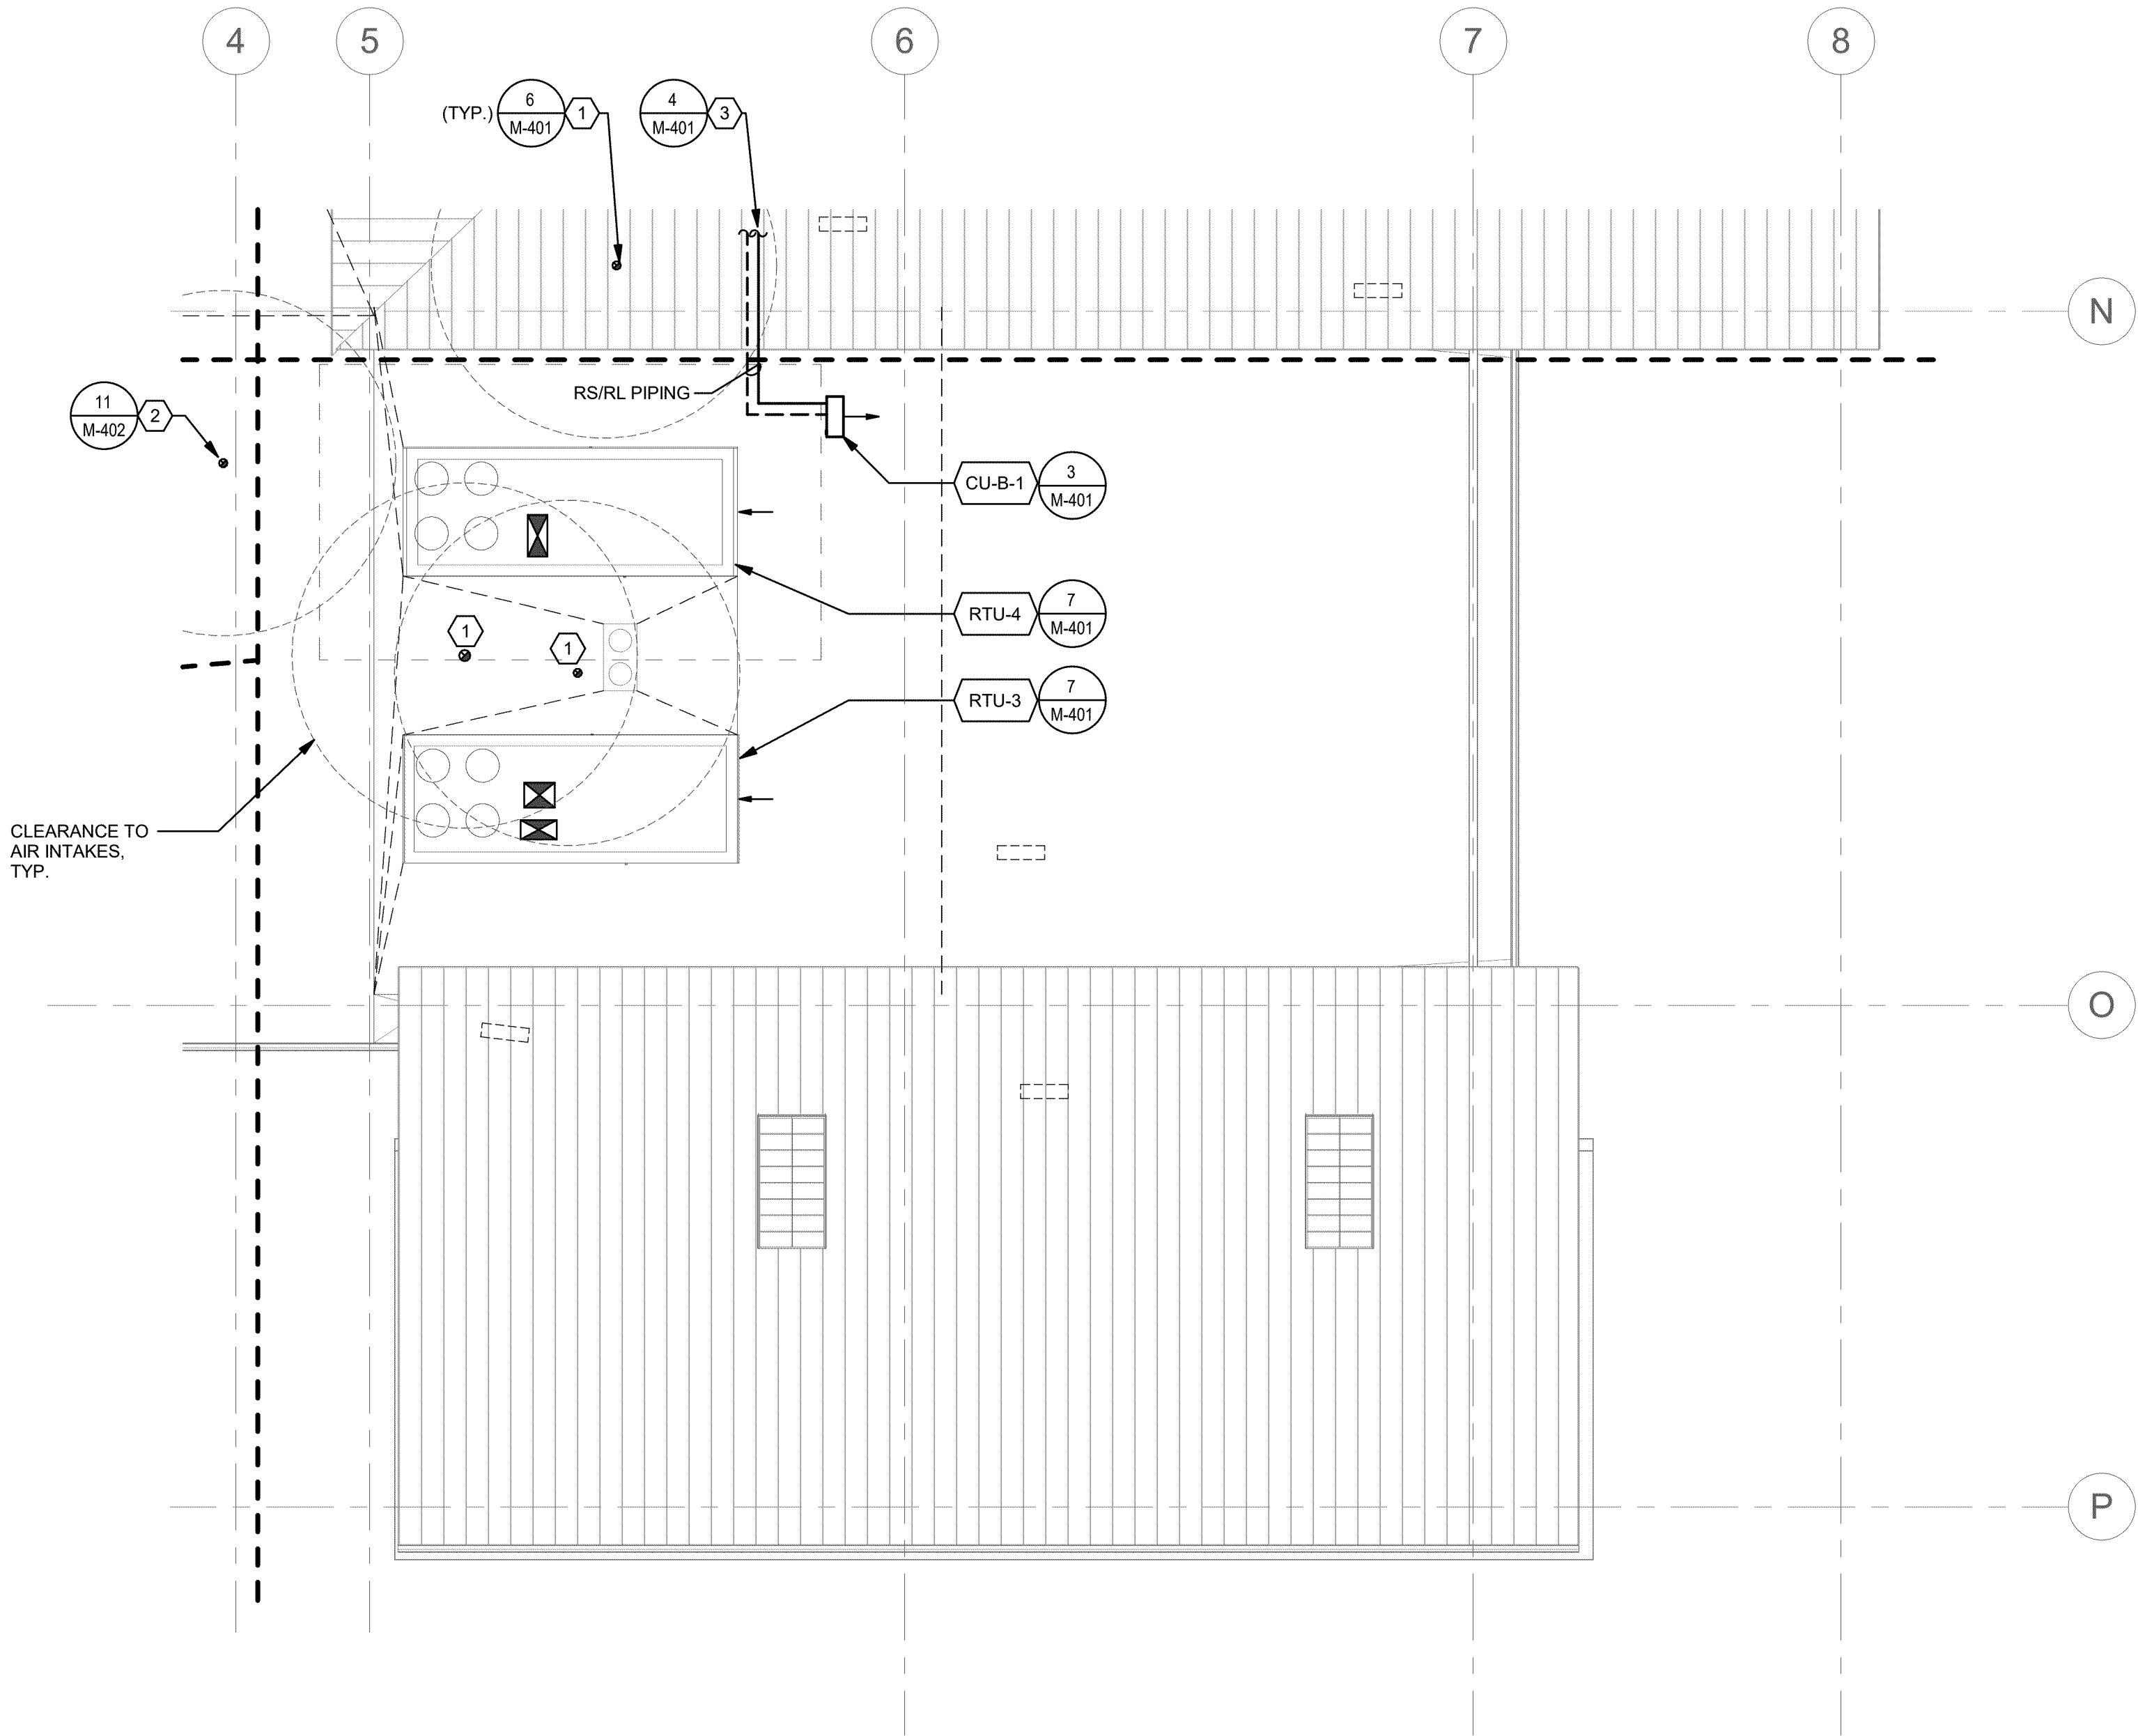 4
5
6
7
8
(TYP.)
6
M-401
1
4
M-401
3
N
RS/RL PIPING
11
M-402
2
CU-B-1
3
M-401
RTU-4
7
M-401
1
1
RTU-3
7
M-401
CLEARANCE TO
AIR INTAKES,
TYP.
O
P